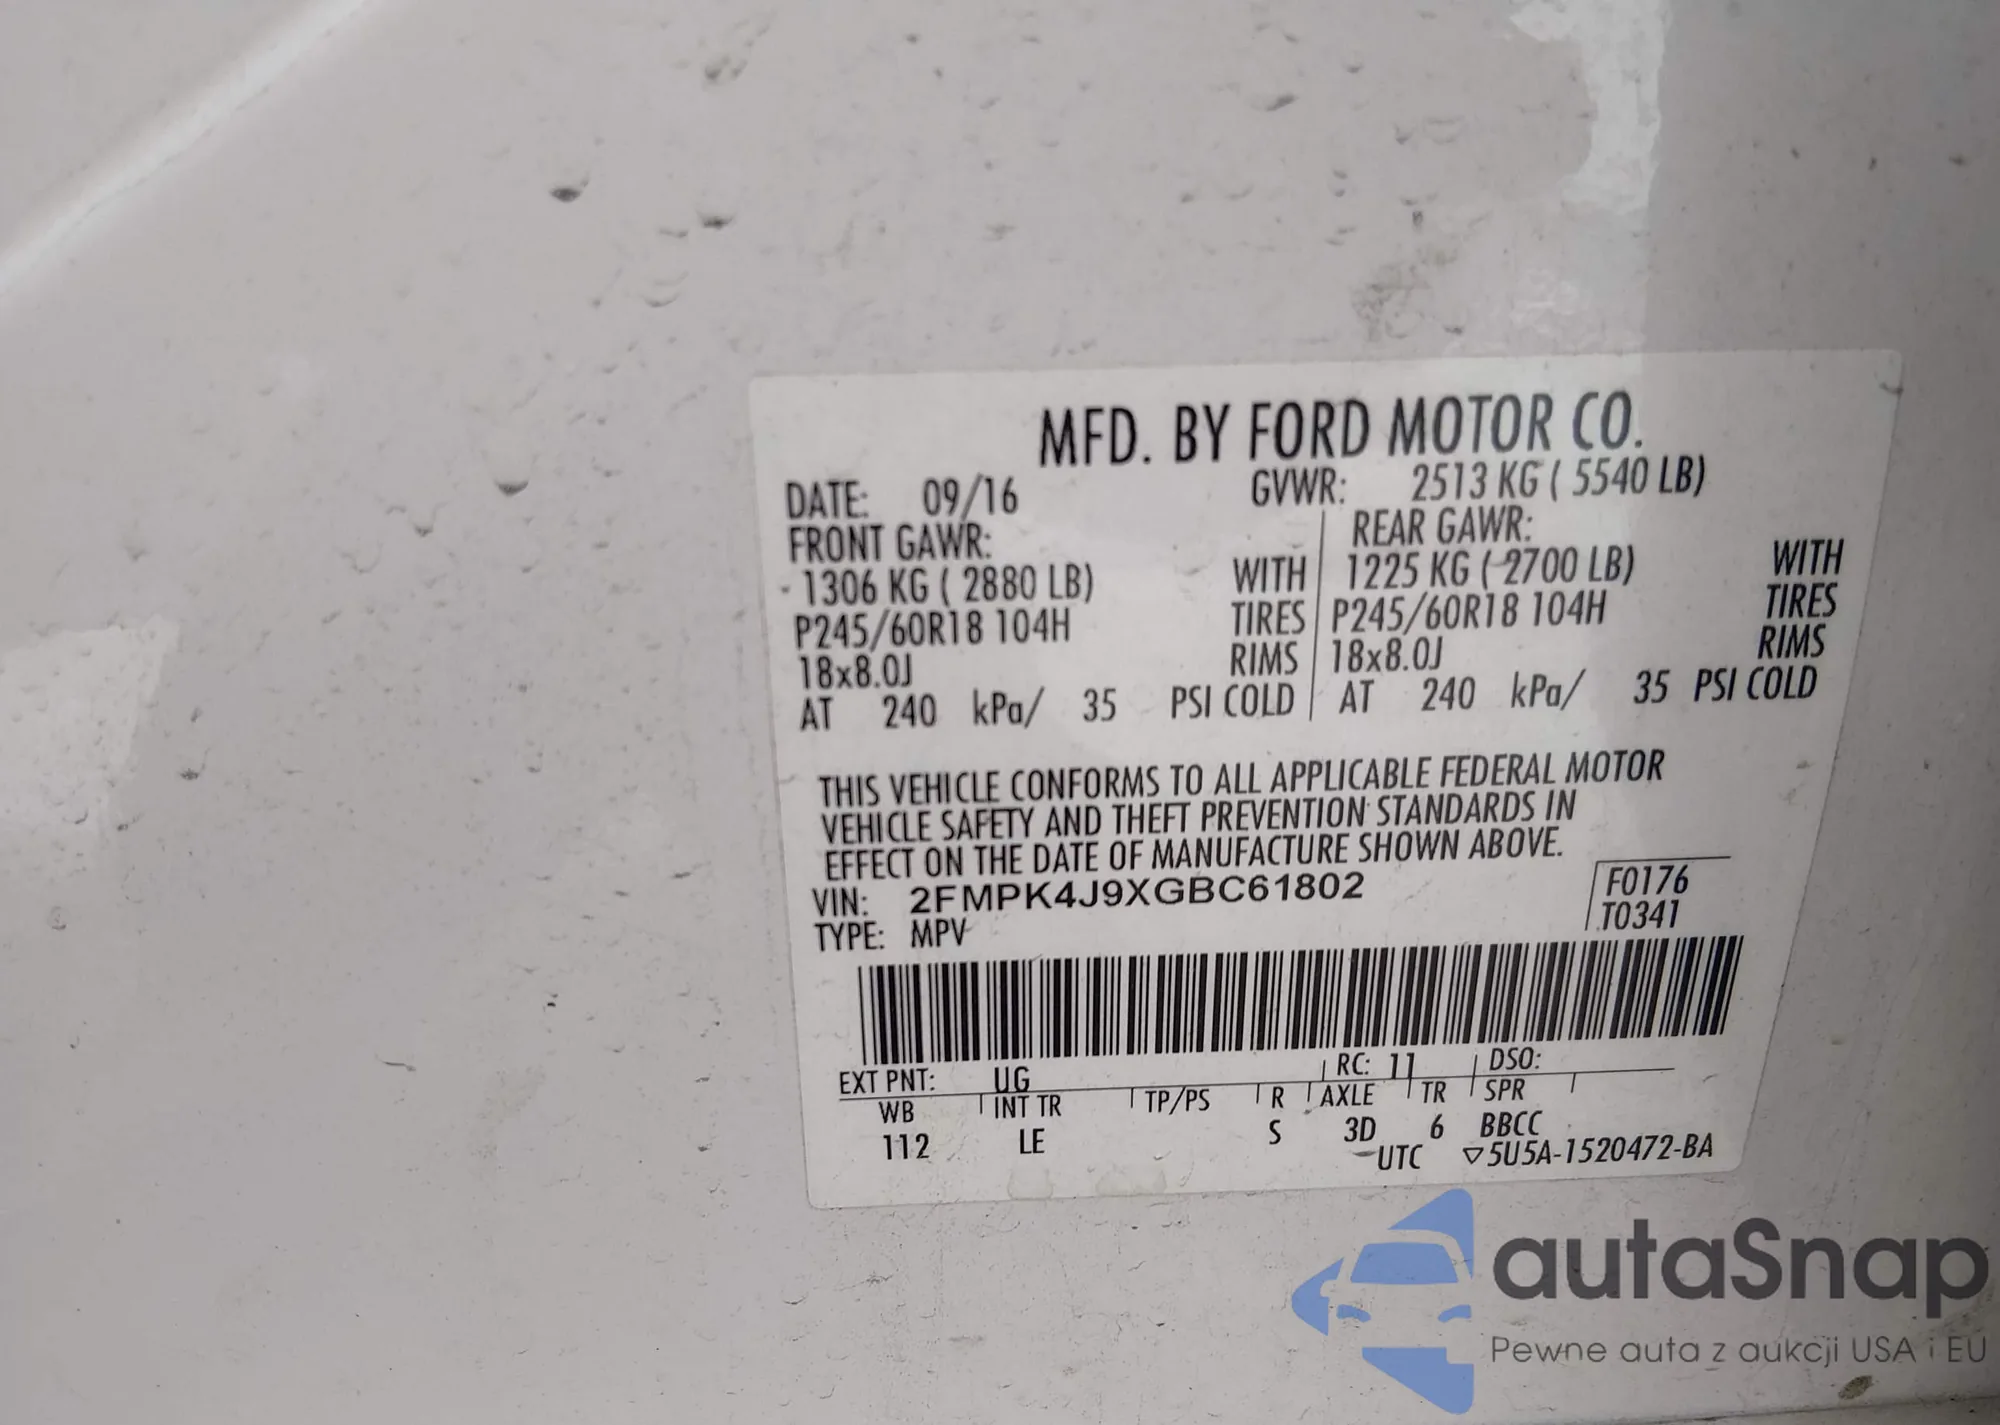 MFD. BY FORD MOTOR CO.
DATE: 09/16 GVWR: 2513 KG ( 5540 LB)
FRONT GAWR: REAR GAWR:
1306 KG ( 2880 LB) WITH 1225 KG ( 2700 LB) WITH
P245/60R18 104H TIRES P245/60R18 104H TIRES
18x8.0J RIMS 18x8.0J RIMS
AT 240 kPa/ 35 PSI COLD AT 240 kPa/ 35 PSI COLD
THIS VEHICLE CONFORMS TO ALL APPLICABLE FEDERAL MOTOR
VEHICLE SAFETY AND THEFT PREVENTION STANDARDS IN
EFFECT ON THE DATE OF MANUFACTURE SHOWN ABOVE.
VIN: 2FMPK4J9XGBC61802 F0176
TYPE: MPV T0341
EXT PNT: UG RC: 11 DSO:
WB INT TR TP/PS R AXLE TR SPR
112 LE S 3D 6 BBCC
UTC ▽5U5A-1520472-BA
autaSnap
Pewne auta z aukcji USA i EU